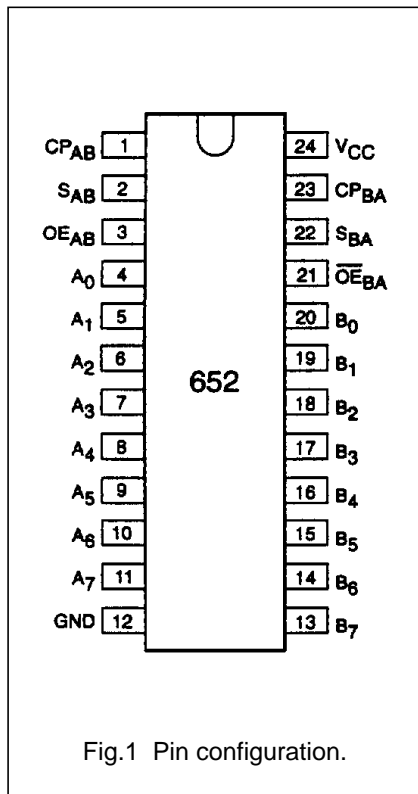 CPAB 1 24 VCC
SAB 2 23 CPBA
OEAB 3 22 SBA
A0 4 21 O̅E̅BA
A1 5 20 B0
A2 6 19 B1
A3 7 18 B2
652
A4 8 17 B3
A5 9 16 B4
A6 10 15 B5
A7 11 14 B6
GND 12 13 B7
Fig.1 Pin configuration.